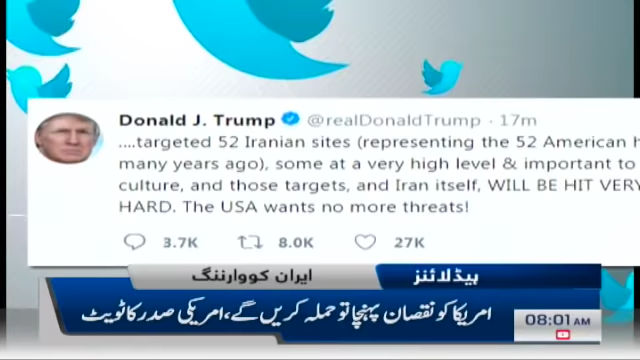 Donald J. Trump @realDonaldTrump · 17m
....targeted 52 Iranian sites (representing the 52 American h
many years ago), some at a very high level & important to
culture, and those targets, and Iran itself, WILL BE HIT VERY
HARD. The USA wants no more threats!
3.7K 8.0K 27K
ہیڈلائنز
ایران کو وارننگ
امریکا کو نقصان پہنچا تو حملہ کریں گے، امریکی صدر کا ٹویٹ
08:01 AM